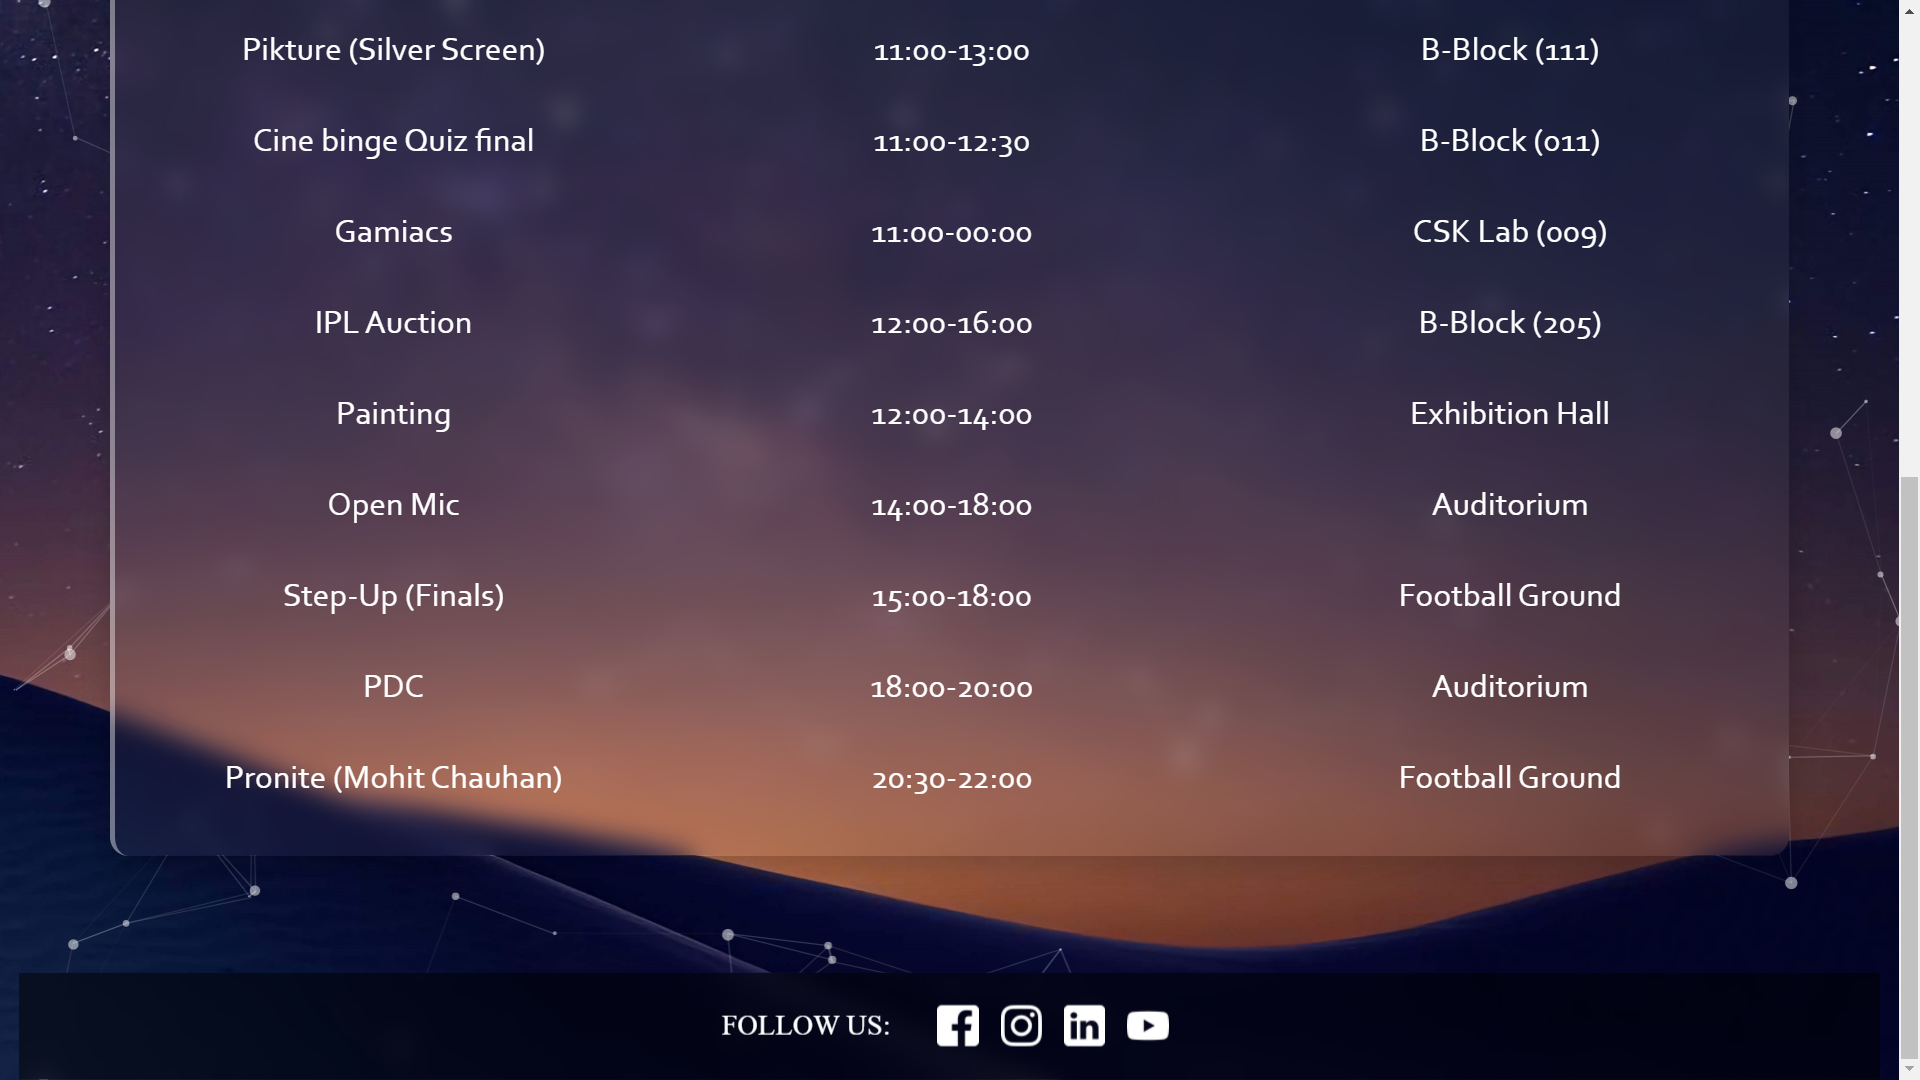 Pikture (Silver Screen) 11:00-13:00 B-Block (111)
Cine binge Quiz final 11:00-12:30 B-Block (011)
Gamiacs 11:00-00:00 CSK Lab (009)
IPL Auction 12:00-16:00 B-Block (205)
Painting 12:00-14:00 Exhibition Hall
Open Mic 14:00-18:00 Auditorium
Step-Up (Finals) 15:00-18:00 Football Ground
PDC 18:00-20:00 Auditorium
Pronite (Mohit Chauhan) 20:30-22:00 Football Ground
FOLLOW US: